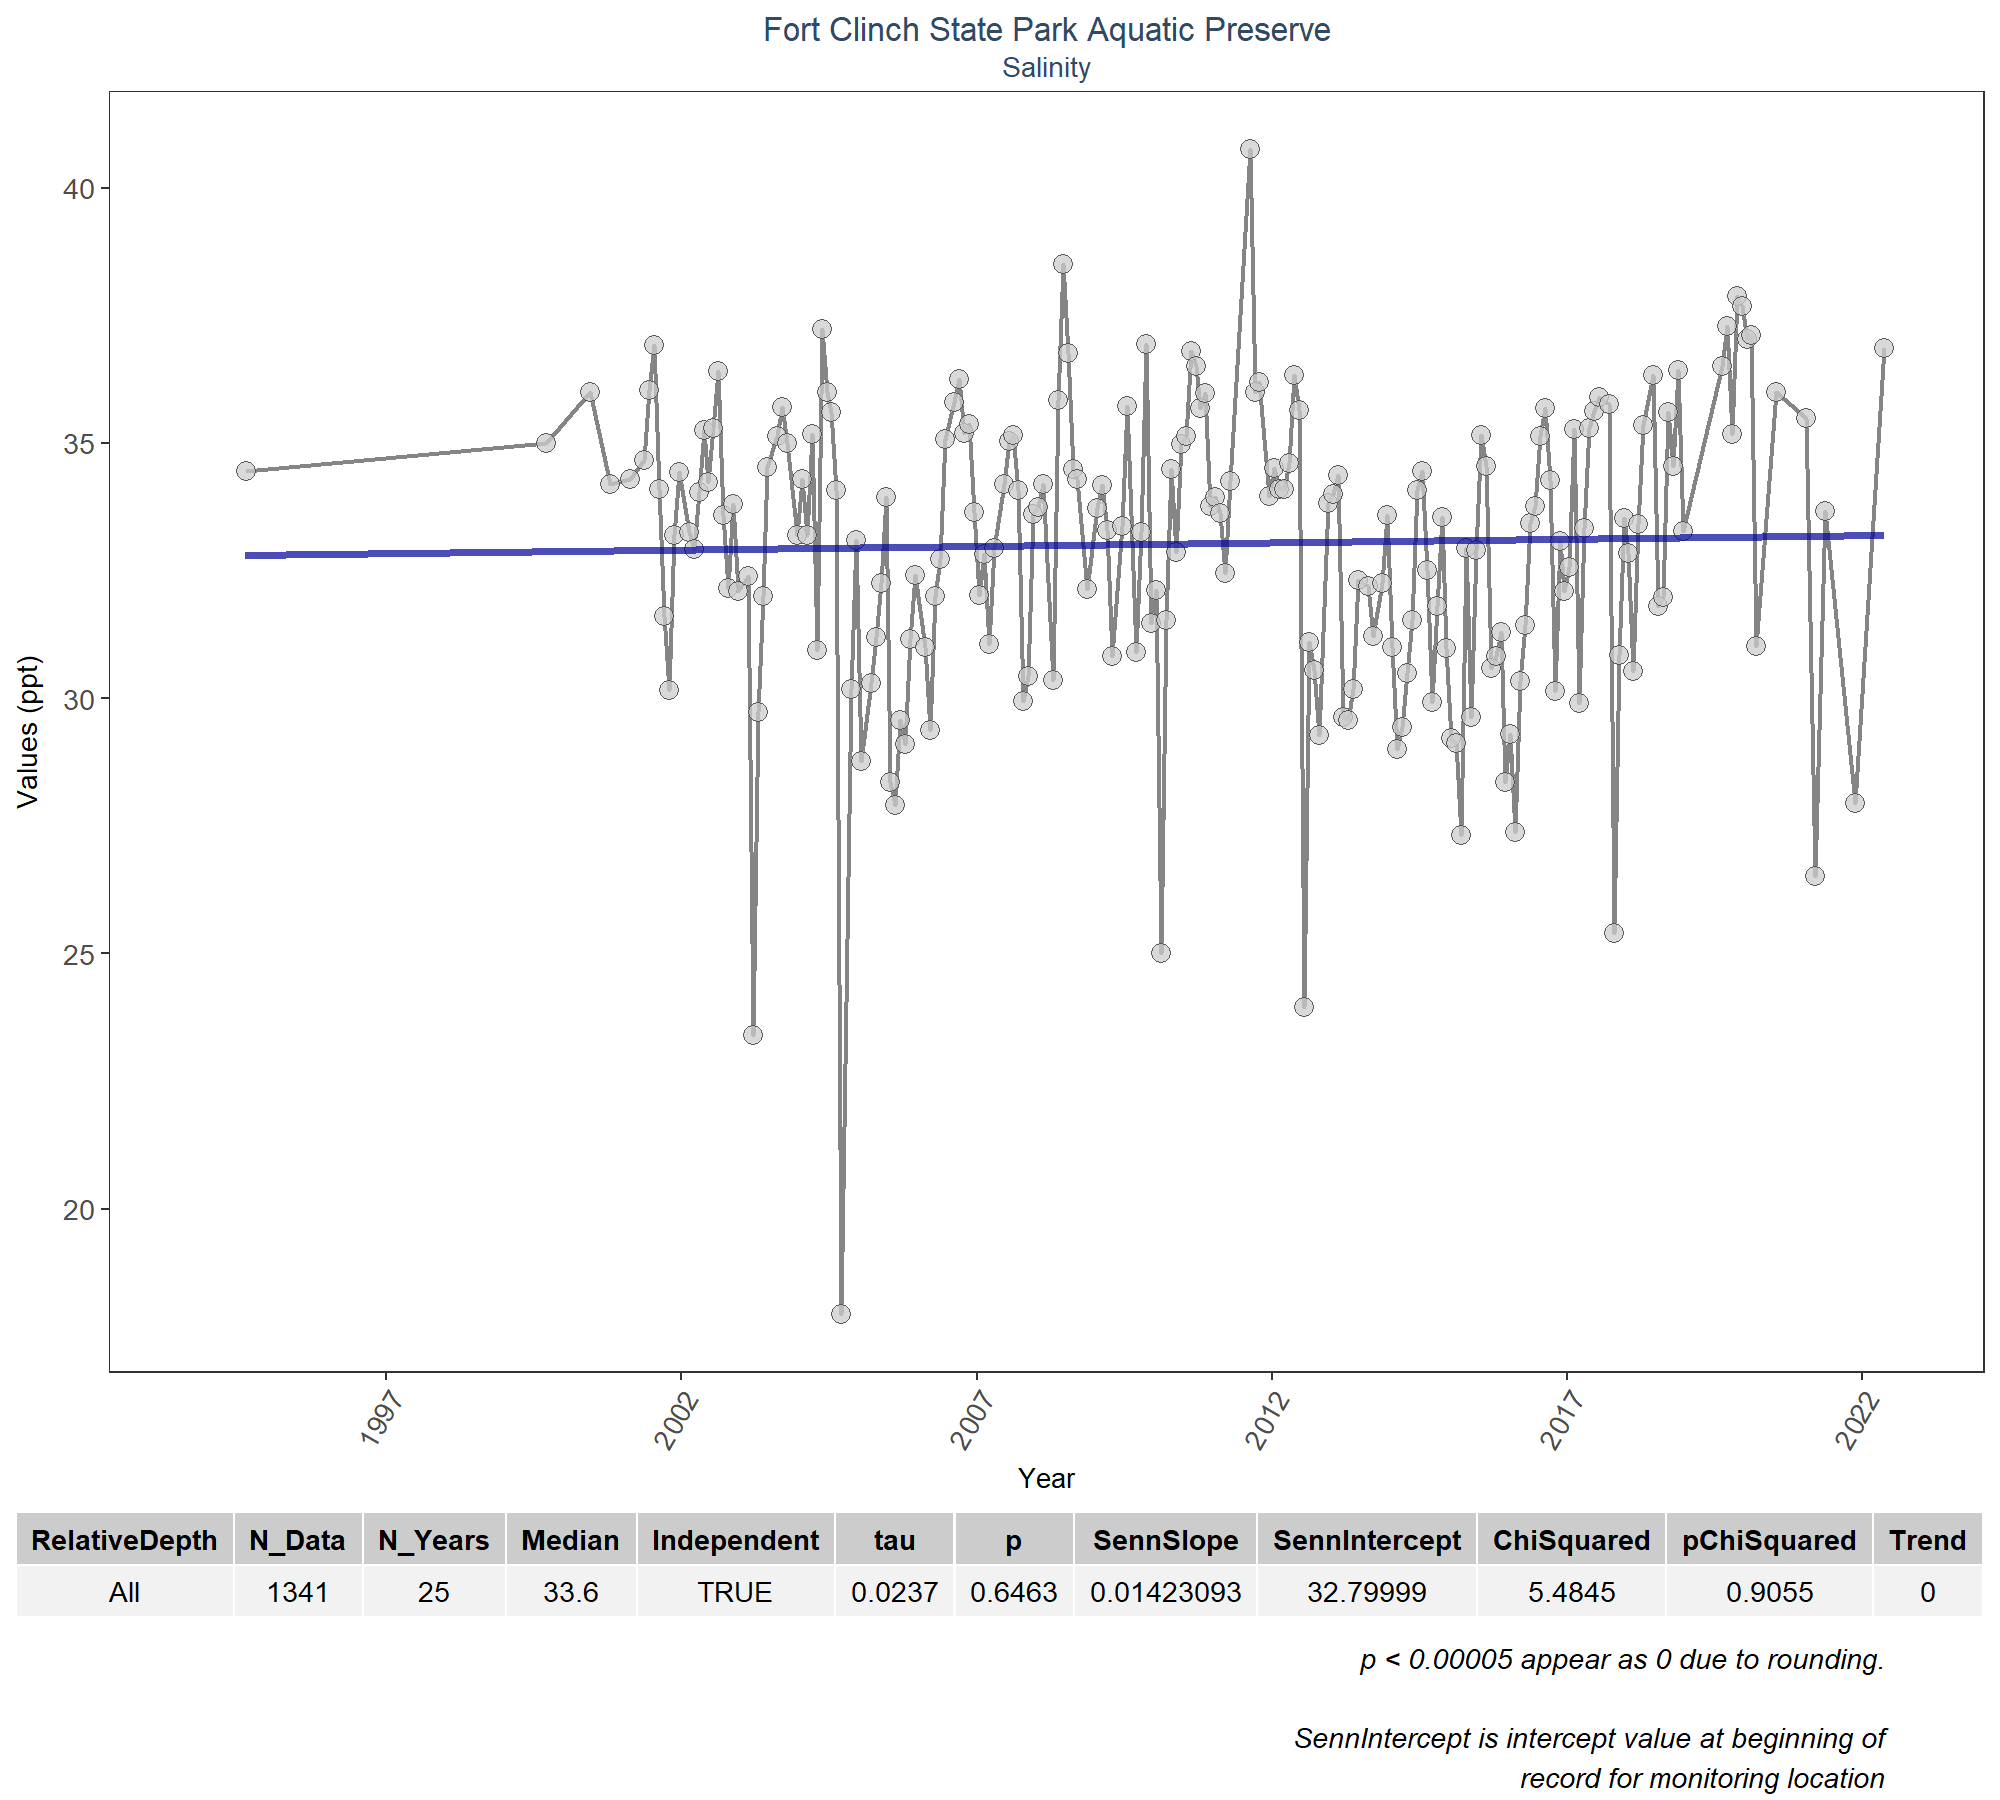 Fort Clinch State Park Aquatic Preserve
Salinity
Values (ppt)
40
35
30
25
20
1997 2002 2007 2012 2017 2022
Year
RelativeDepth N_Data N_Years Median Independent tau p SennSlope SennIntercept ChiSquared pChiSquared Trend
All 1341 25 33.6 TRUE 0.0237 0.6463 0.01423093 32.79999 5.4845 0.9055 0
p < 0.00005 appear as 0 due to rounding.
SennIntercept is intercept value at beginning of
record for monitoring location